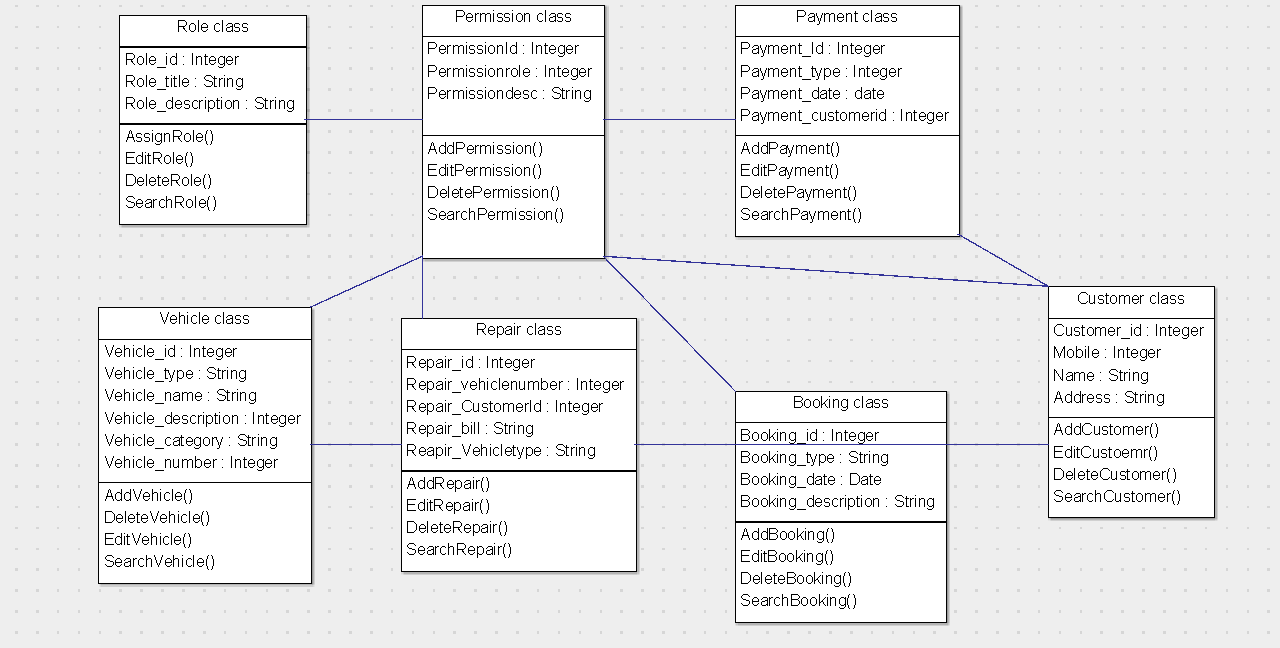 Role class
Role_id : Integer
Role_title : String
Role_description : String
AssignRole()
EditRole()
DeleteRole()
SearchRole()
Permission class
PermissionId : Integer
Permissionrole : Integer
Permissiondesc : String
AddPermission()
EditPermission()
DeletePermission()
SearchPermission()
Payment class
Payment_Id : Integer
Payment_type : Integer
Payment_date : date
Payment_customerid : Integer
AddPayment()
EditPayment()
DeletePayment()
SearchPayment()
Vehicle class
Vehicle_id : Integer
Vehicle_type : String
Vehicle_name : String
Vehicle_description : Integer
Vehicle_category : String
Vehicle_number : Integer
AddVehicle()
DeleteVehicle()
EditVehicle()
SearchVehicle()
Repair class
Repair_id : Integer
Repair_vehiclenumber : Integer
Repair_CustomerId : Integer
Repair_bill : String
Reapir_Vehicletype : String
AddRepair()
EditRepair()
DeleteRepair()
SearchRepair()
Booking class
Booking_id : Integer
Booking_type : String
Booking_date : Date
Booking_description : String
AddBooking()
EditBooking()
DeleteBooking()
SearchBooking()
Customer class
Customer_id : Integer
Mobile : Integer
Name : String
Address : String
AddCustomer()
EditCustoemr()
DeleteCustomer()
SearchCustomer()